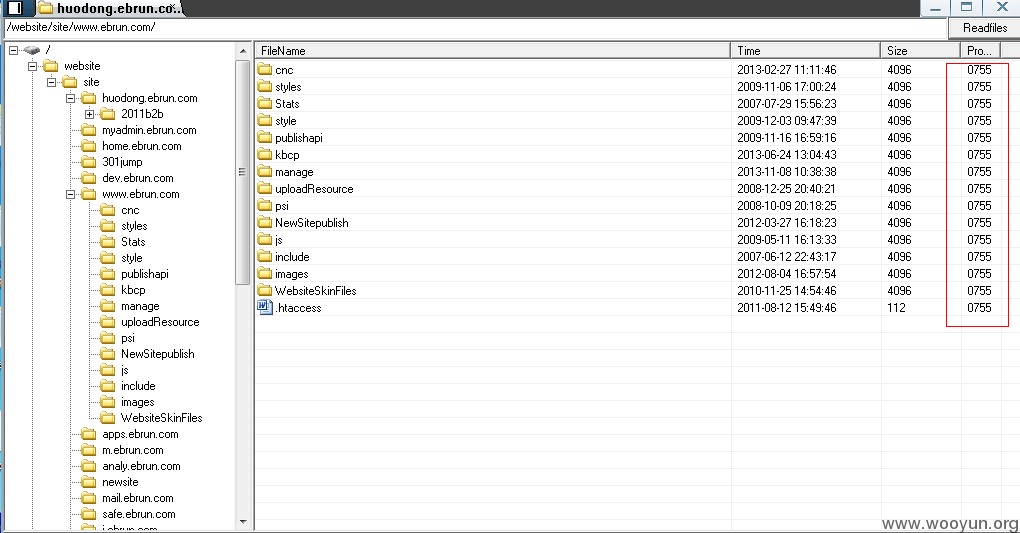 huodong.ebrun.co...
/website/site/www.ebrun.com/
Readfiles
/
website
site
huodong.ebrun.com
2011b2b
myadmin.ebrun.com
home.ebrun.com
301jump
dev.ebrun.com
www.ebrun.com
cnc
styles
Stats
style
publishapi
kbcp
manage
uploadResource
psi
NewSitepublish
js
include
images
WebsiteSkinFiles
apps.ebrun.com
m.ebrun.com
analy.ebrun.com
newsite
mail.ebrun.com
safe.ebrun.com
i.ebrun.com
FileName Time Size Pro...
cnc 2013-02-27 11:11:46 4096 0755
styles 2009-11-06 17:00:24 4096 0755
Stats 2007-07-29 15:56:23 4096 0755
style 2009-12-03 09:47:39 4096 0755
publishapi 2009-11-16 16:59:16 4096 0755
kbcp 2013-06-24 13:04:43 4096 0755
manage 2013-11-08 10:38:38 4096 0755
uploadResource 2008-12-25 20:40:21 4096 0755
psi 2008-10-09 20:18:25 4096 0755
NewSitepublish 2012-03-27 16:18:23 4096 0755
js 2009-05-11 16:13:33 4096 0755
include 2007-06-12 22:43:17 4096 0755
images 2012-08-04 16:57:54 4096 0755
WebsiteSkinFiles 2010-11-25 14:54:46 4096 0755
.htaccess 2011-08-12 15:49:46 112 0755
www.wooyun.org